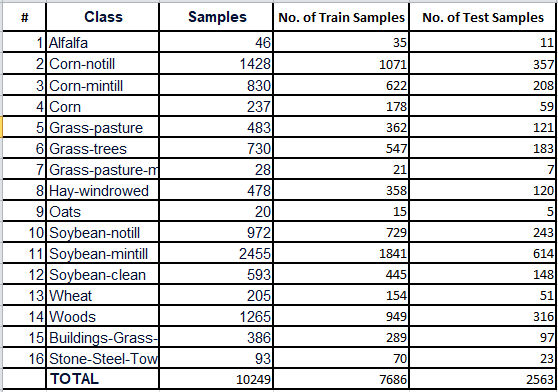 # Class Samples No. of Train Samples No. of Test Samples
1 Alfalfa 46 35 11
2 Corn-notill 1428 1071 357
3 Corn-mintill 830 622 208
4 Corn 237 178 59
5 Grass-pasture 483 362 121
6 Grass-trees 730 547 183
7 Grass-pasture-m 28 21 7
8 Hay-windrowed 478 358 120
9 Oats 20 15 5
10 Soybean-notill 972 729 243
11 Soybean-mintill 2455 1841 614
12 Soybean-clean 593 445 148
13 Wheat 205 154 51
14 Woods 1265 949 316
15 Buildings-Grass- 386 289 97
16 Stone-Steel-Tow 93 70 23
TOTAL 10249 7686 2563